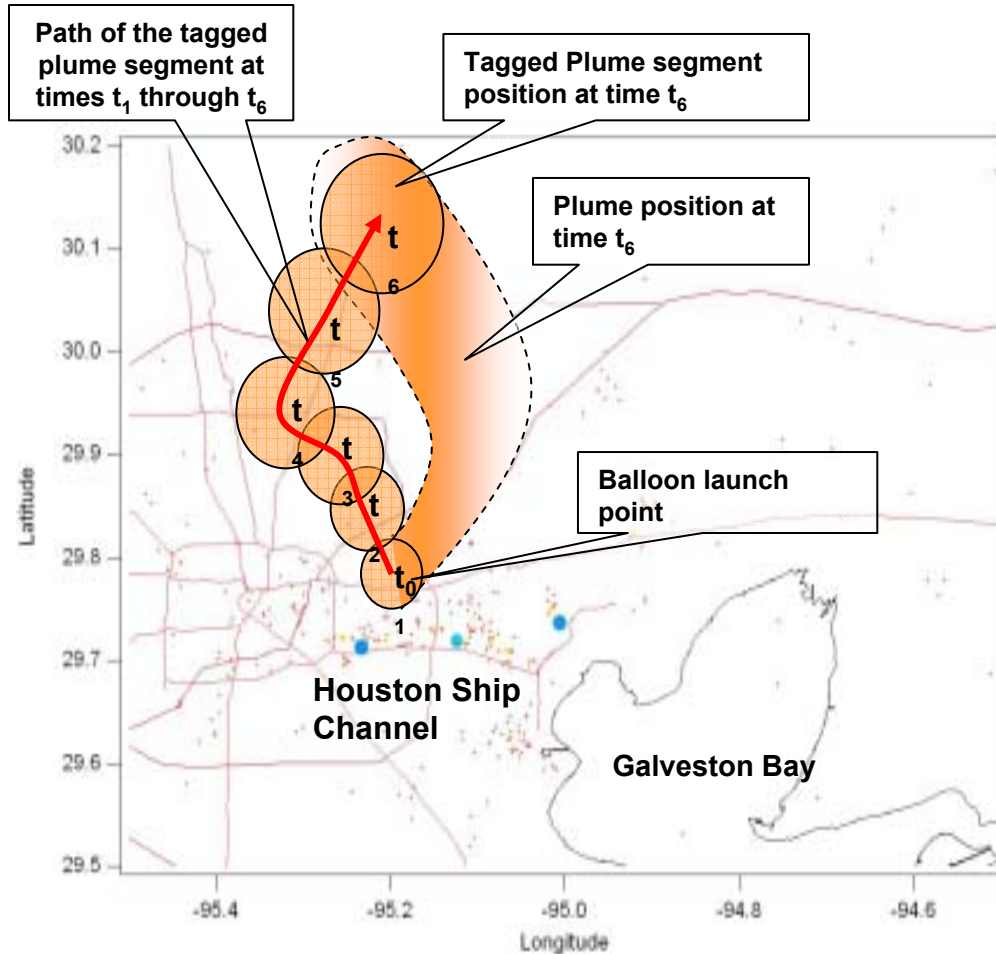 Path of the tagged
plume segment at
times t₁ through t₆
Tagged Plume segment
position at time t₆
Plume position at
time t₆
Balloon launch
point
30.2
30.1
30.0
29.9
29.8
29.7
29.6
29.5
Latitude
t
6
t
5
t
4
t
3
t
2
t₀
1
Houston Ship
Channel
Galveston Bay
-95.4
-95.2
-95.0
-94.8
-94.6
Longitude